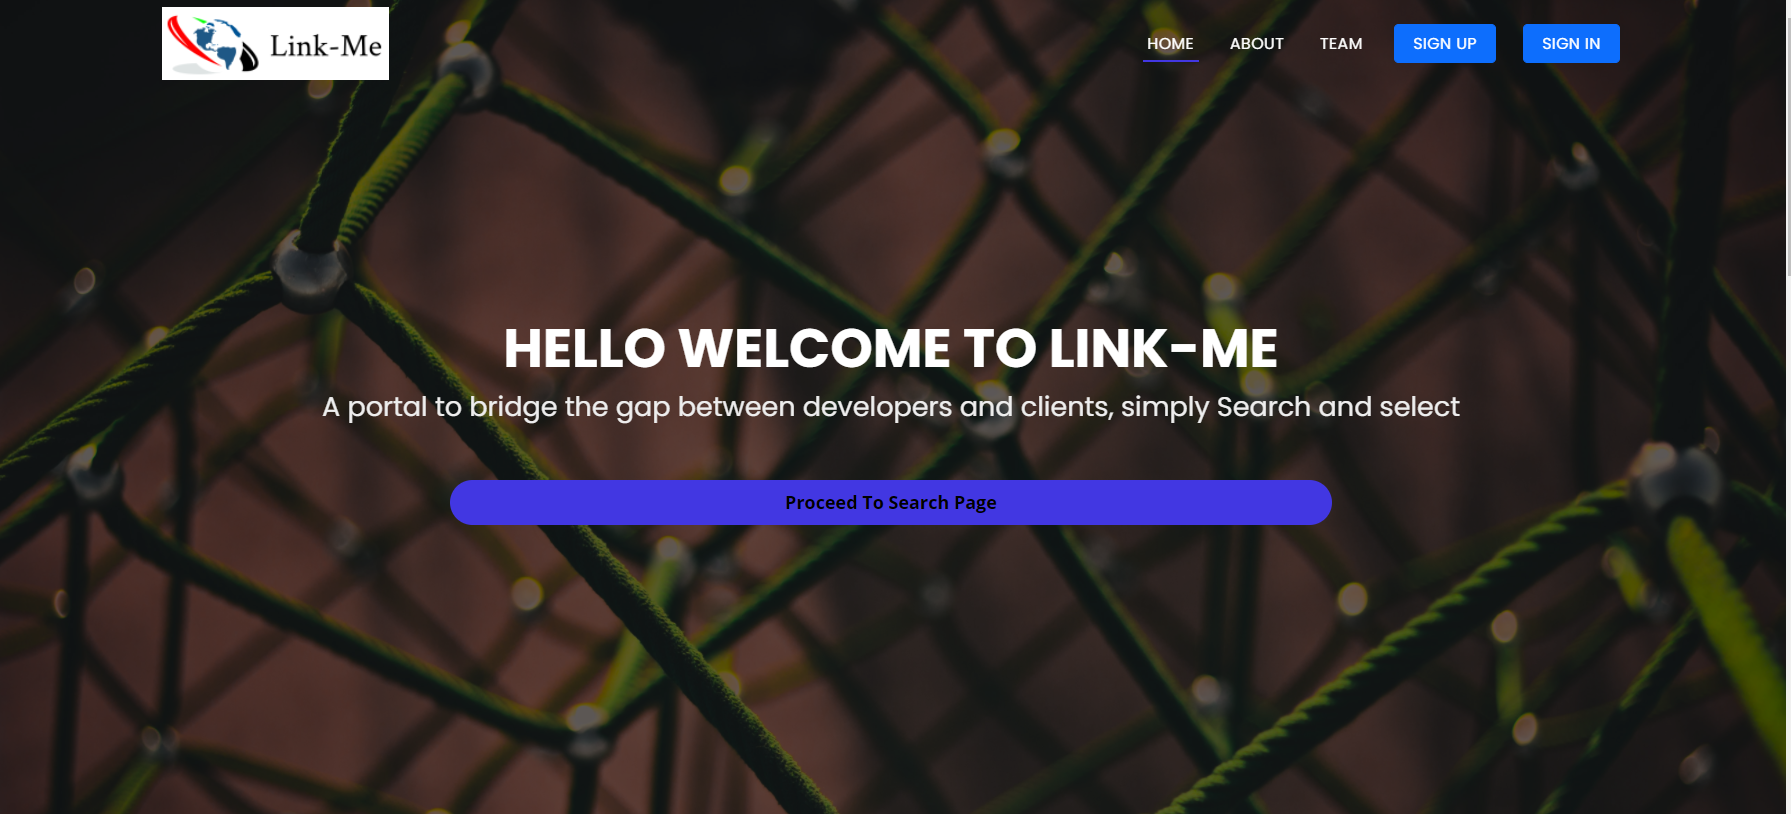 Link-Me
HOME ABOUT TEAM SIGN UP SIGN IN
HELLO WELCOME TO LINK-ME
A portal to bridge the gap between developers and clients, simply Search and select
Proceed To Search Page